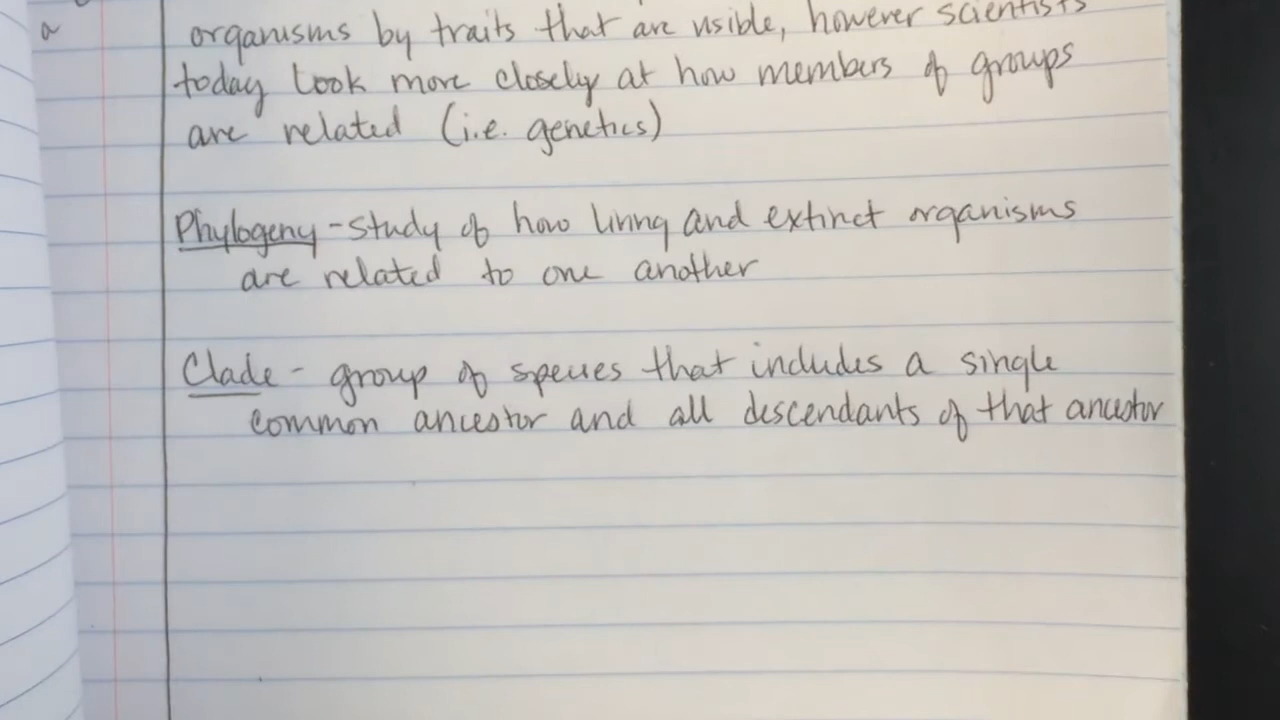 a
organisms by traits that are visible, however scientists
today look more closely at how members of groups
are related (i.e. genetics)
Phylogeny - study of how living and extinct organisms
are related to one another
Clade - group of species that includes a single
common ancestor and all descendants of that ancestor